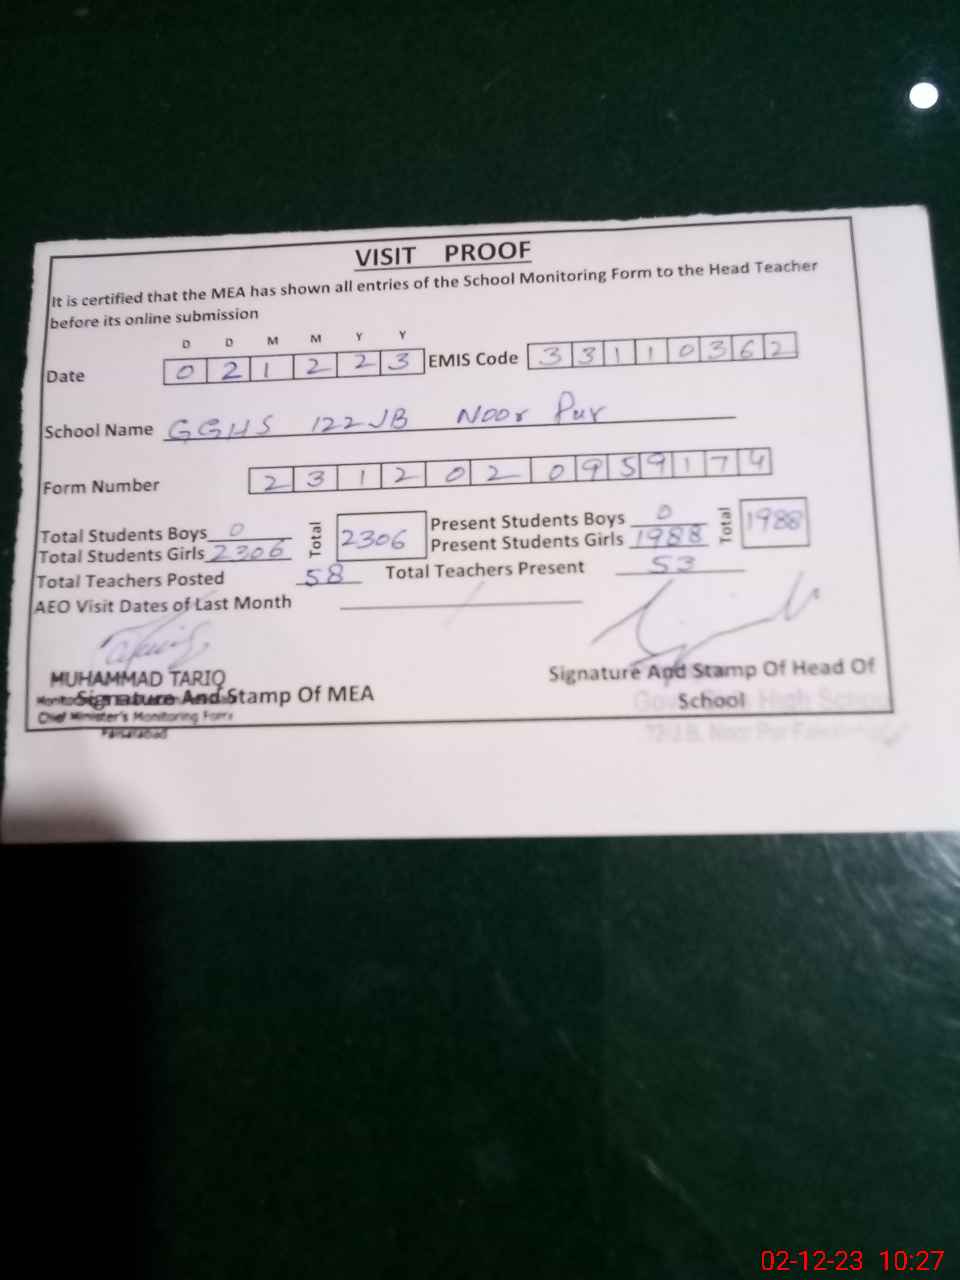 VISIT PROOF
It is certified that the MEA has shown all entries of the School Monitoring Form to the Head Teacher
before its online submission
D D M M Y Y
Date 0 2 1 2 2 3 EMIS Code 3 3 1 1 0 3 6 2
School Name GGHS 122 JB Noor Pur
Form Number 2 3 1 2 0 2 0 9 5 9 1 7 4
Total Students Boys 0 Total 2306 Present Students Boys 0 Total 1988
Total Students Girls 2306 Present Students Girls 1988
Total Teachers Posted 58 Total Teachers Present 53
AEO Visit Dates of Last Month
MUHAMMAD TARIQ
Signature And Stamp Of MEA
Chief Minister's Monitoring Force
Faisalabad
Signature And Stamp Of Head Of
School
High School
Noor Pur
02-12-23 10:27